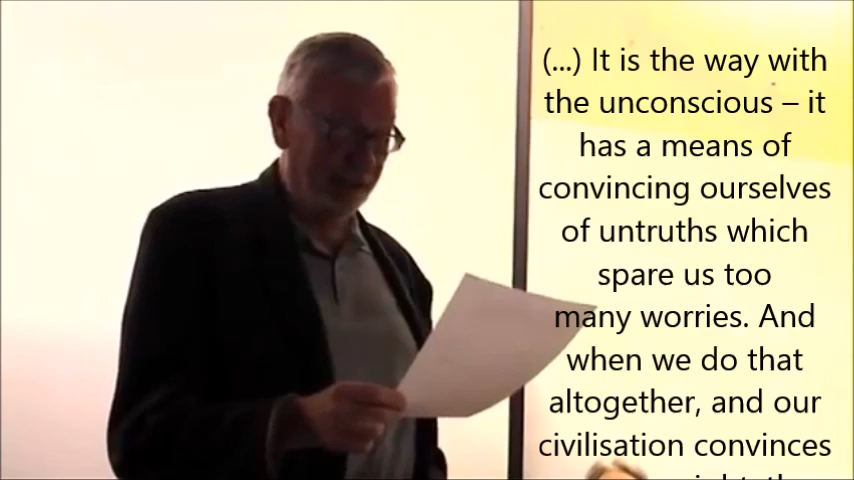 (...) It is the way with
the unconscious – it
has a means of
convincing ourselves
of untruths which
spare us too
many worries. And
when we do that
altogether, and our
civilisation convinces